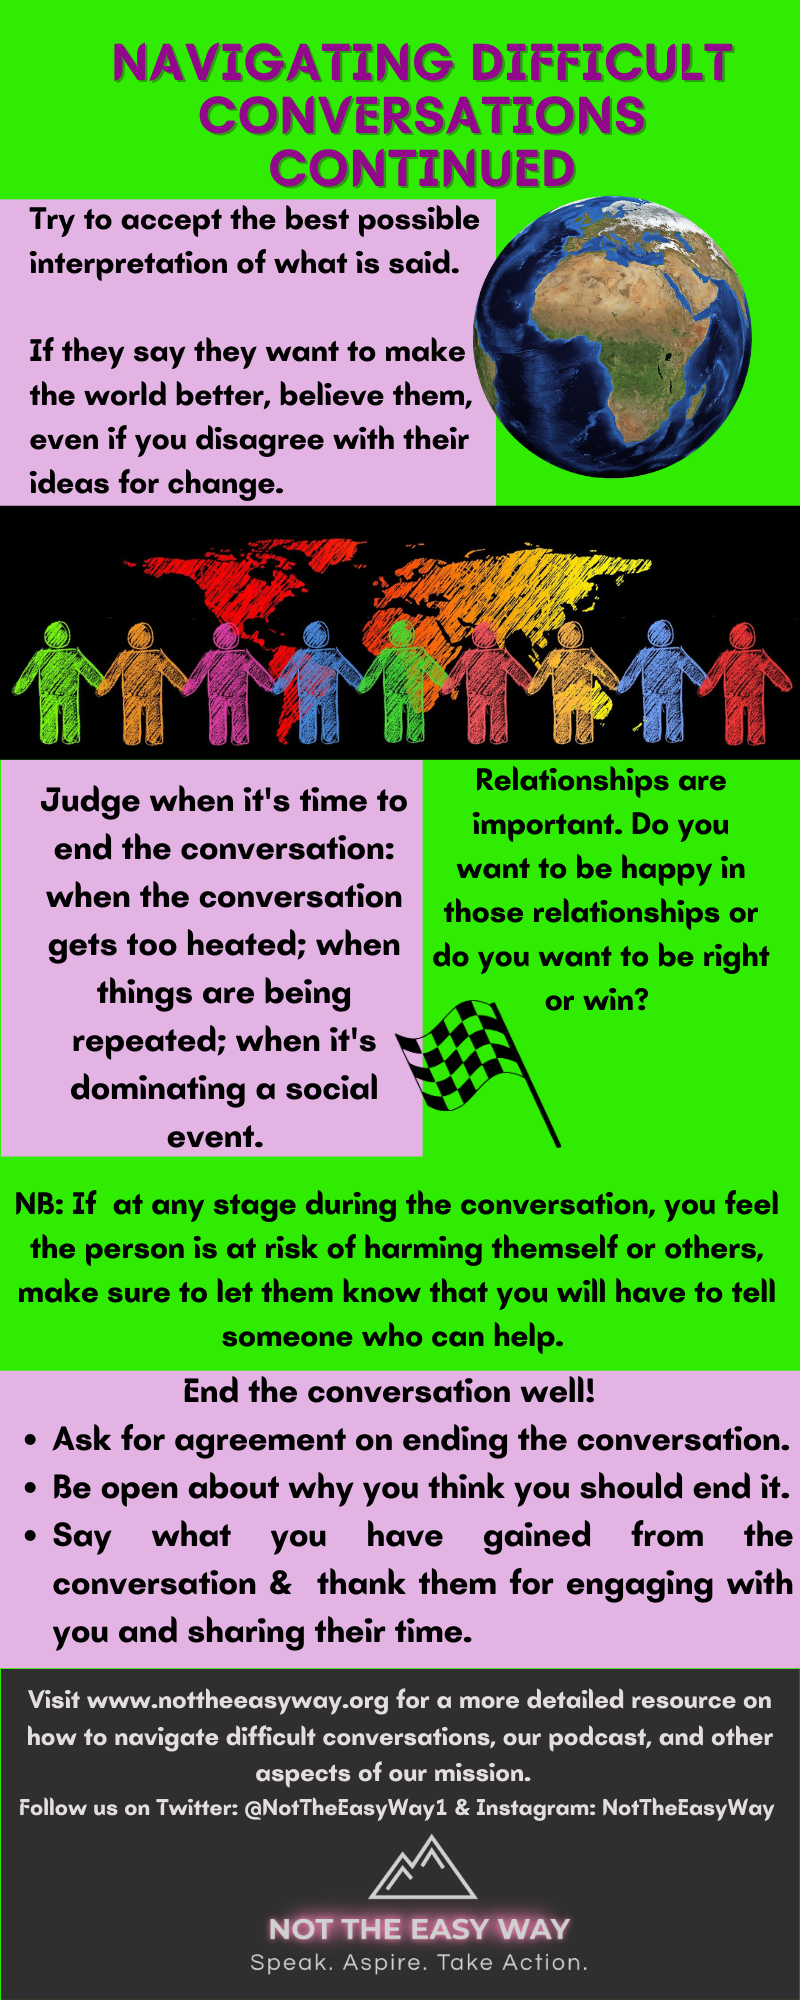 NAVIGATING DIFFICULT
CONVERSATIONS
CONTINUED
Try to accept the best possible
interpretation of what is said.
If they say they want to make
the world better, believe them,
even if you disagree with their
ideas for change.
Judge when it's time to
end the conversation:
when the conversation
gets too heated; when
things are being
repeated; when it's
dominating a social
event.
Relationships are
important. Do you
want to be happy in
those relationships or
do you want to be right
or win?
NB: If at any stage during the conversation, you feel
the person is at risk of harming themself or others,
make sure to let them know that you will have to tell
someone who can help.
End the conversation well!
• Ask for agreement on ending the conversation.
• Be open about why you think you should end it.
• Say what you have gained from the
conversation & thank them for engaging with
you and sharing their time.
Visit www.nottheeasyway.org for a more detailed resource on
how to navigate difficult conversations, our podcast, and other
aspects of our mission.
Follow us on Twitter: @NotTheEasyWay1 & Instagram: NotTheEasyWay
NOT THE EASY WAY
Speak. Aspire. Take Action.